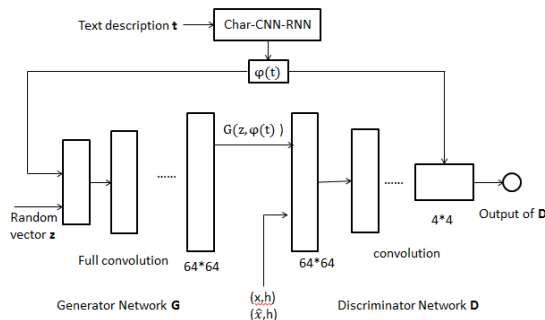 Text description t
Char-CNN-RNN
φ(t)
G(z,φ(t) )
......
......
Random
vector z
4*4
Output of D
Full convolution
64*64
64*64
convolution
(x,h)
(x̂,h)
Generator Network G
Discriminator Network D